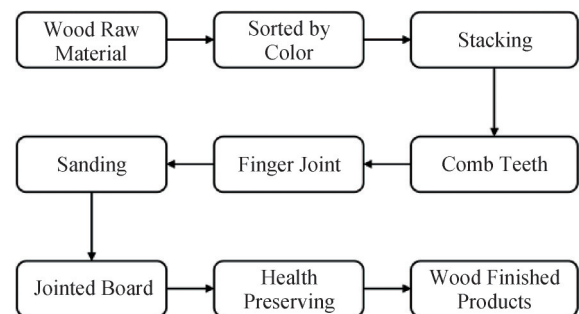 Wood Raw
Material
Sorted by
Color
Stacking
Sanding
Finger Joint
Comb Teeth
Jointed Board
Health
Preserving
Wood Finished
Products